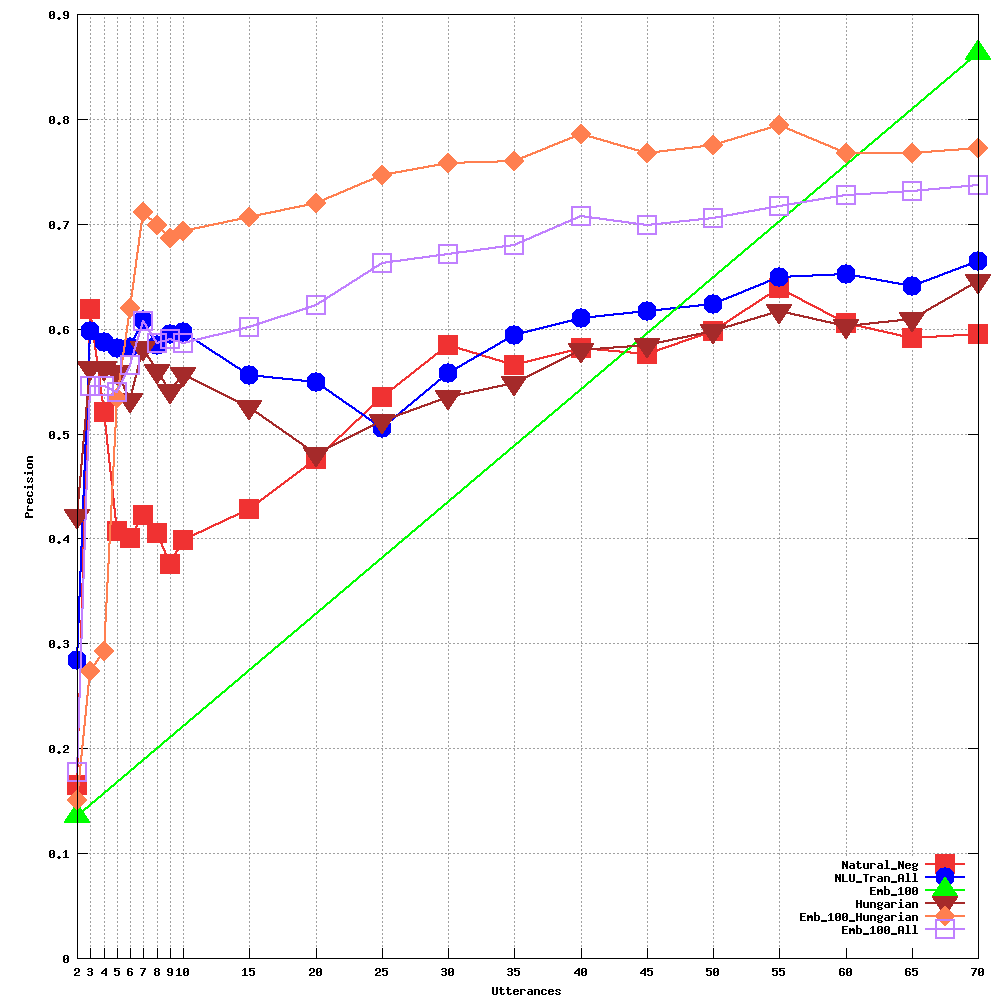 0.9
0.8
0.7
0.6
0.5
0.4
0.3
0.2
0.1
0
Precision
2 3 4 5 6 7 8 9 10 15 20 25 30 35 40 45 50 55 60 65 70
Utterances
Natural_Neg
NLU_Tran_All
Emb_100
Hungarian
Emb_100_Hungarian
Emb_100_All